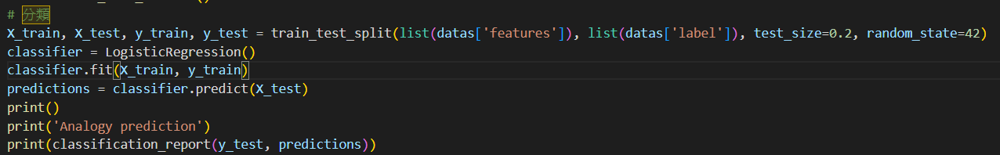 ()
# 分類
X_train, X_test, y_train, y_test = train_test_split(list(datas['features']), list(datas['label']), test_size=0.2, random_state=42)
classifier = LogisticRegression()
classifier.fit(X_train, y_train)
predictions = classifier.predict(X_test)
print()
print('Analogy prediction')
print(classification_report(y_test, predictions))